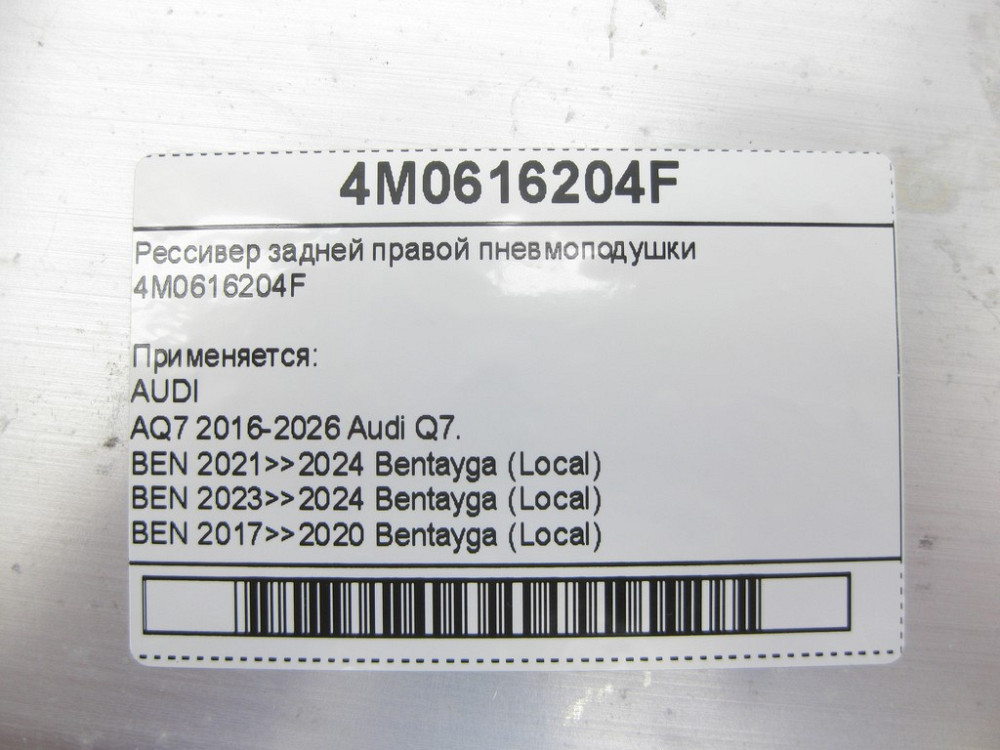 4M0616204F
Рессивер задней правой пневмоподушки
4M0616204F
Применяется:
AUDI
AQ7 2016-2026 Audi Q7.
BEN 2021>>2024 Bentayga (Local)
BEN 2023>>2024 Bentayga (Local)
BEN 2017>>2020 Bentayga (Local)